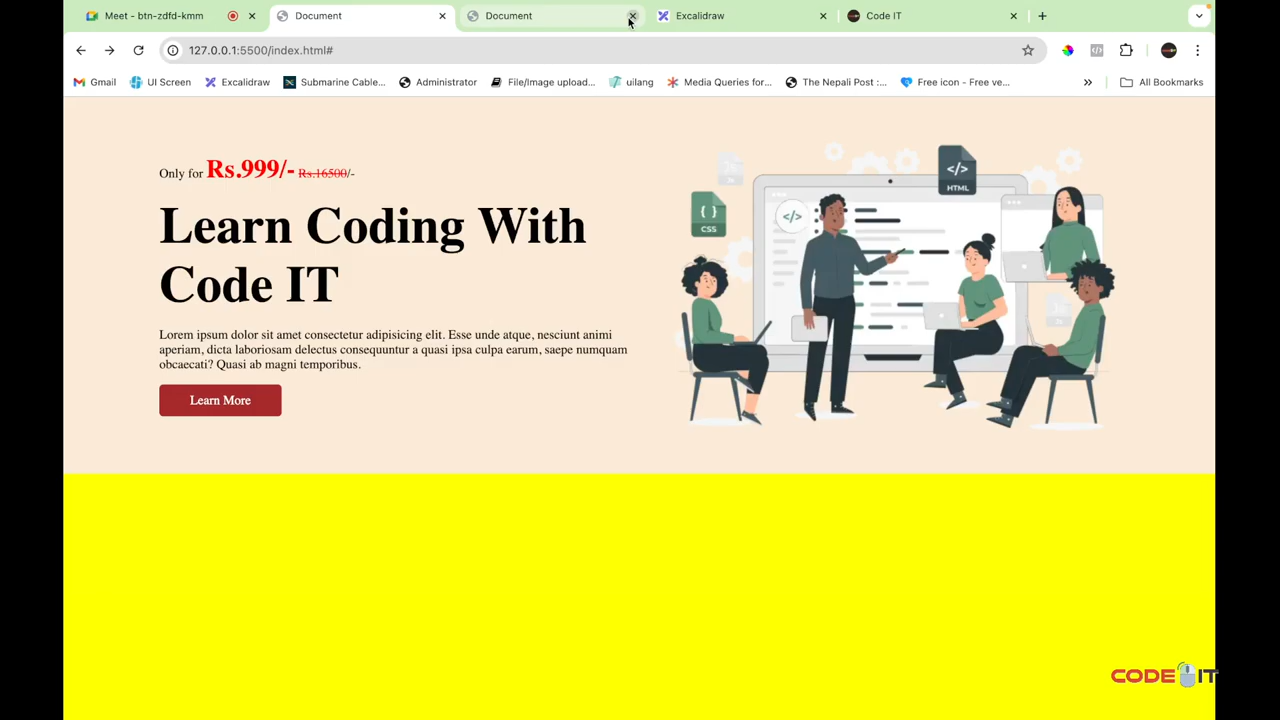 Meet - btn-zdfd-kmm
Document
Document
Excalidraw
Code IT
127.0.0.1:5500/index.html#
Gmail
UI Screen
Excalidraw
Submarine Cable...
Administrator
File/Image upload...
uilang
Media Queries for...
The Nepali Post :...
Free icon - Free ve...
»
All Bookmarks
Only for Rs.999/- Rs.16500/-
Learn Coding With
Code IT
Lorem ipsum dolor sit amet consectetur adipisicing elit. Esse unde atque, nesciunt animi
aperiam, dicta laboriosam delectus consequuntur a quasi ipsa culpa earum, saepe numquam
obcaecati? Quasi ab magni temporibus.
Learn More
</>
HTML
{ }
CSS
</>
CODE IT